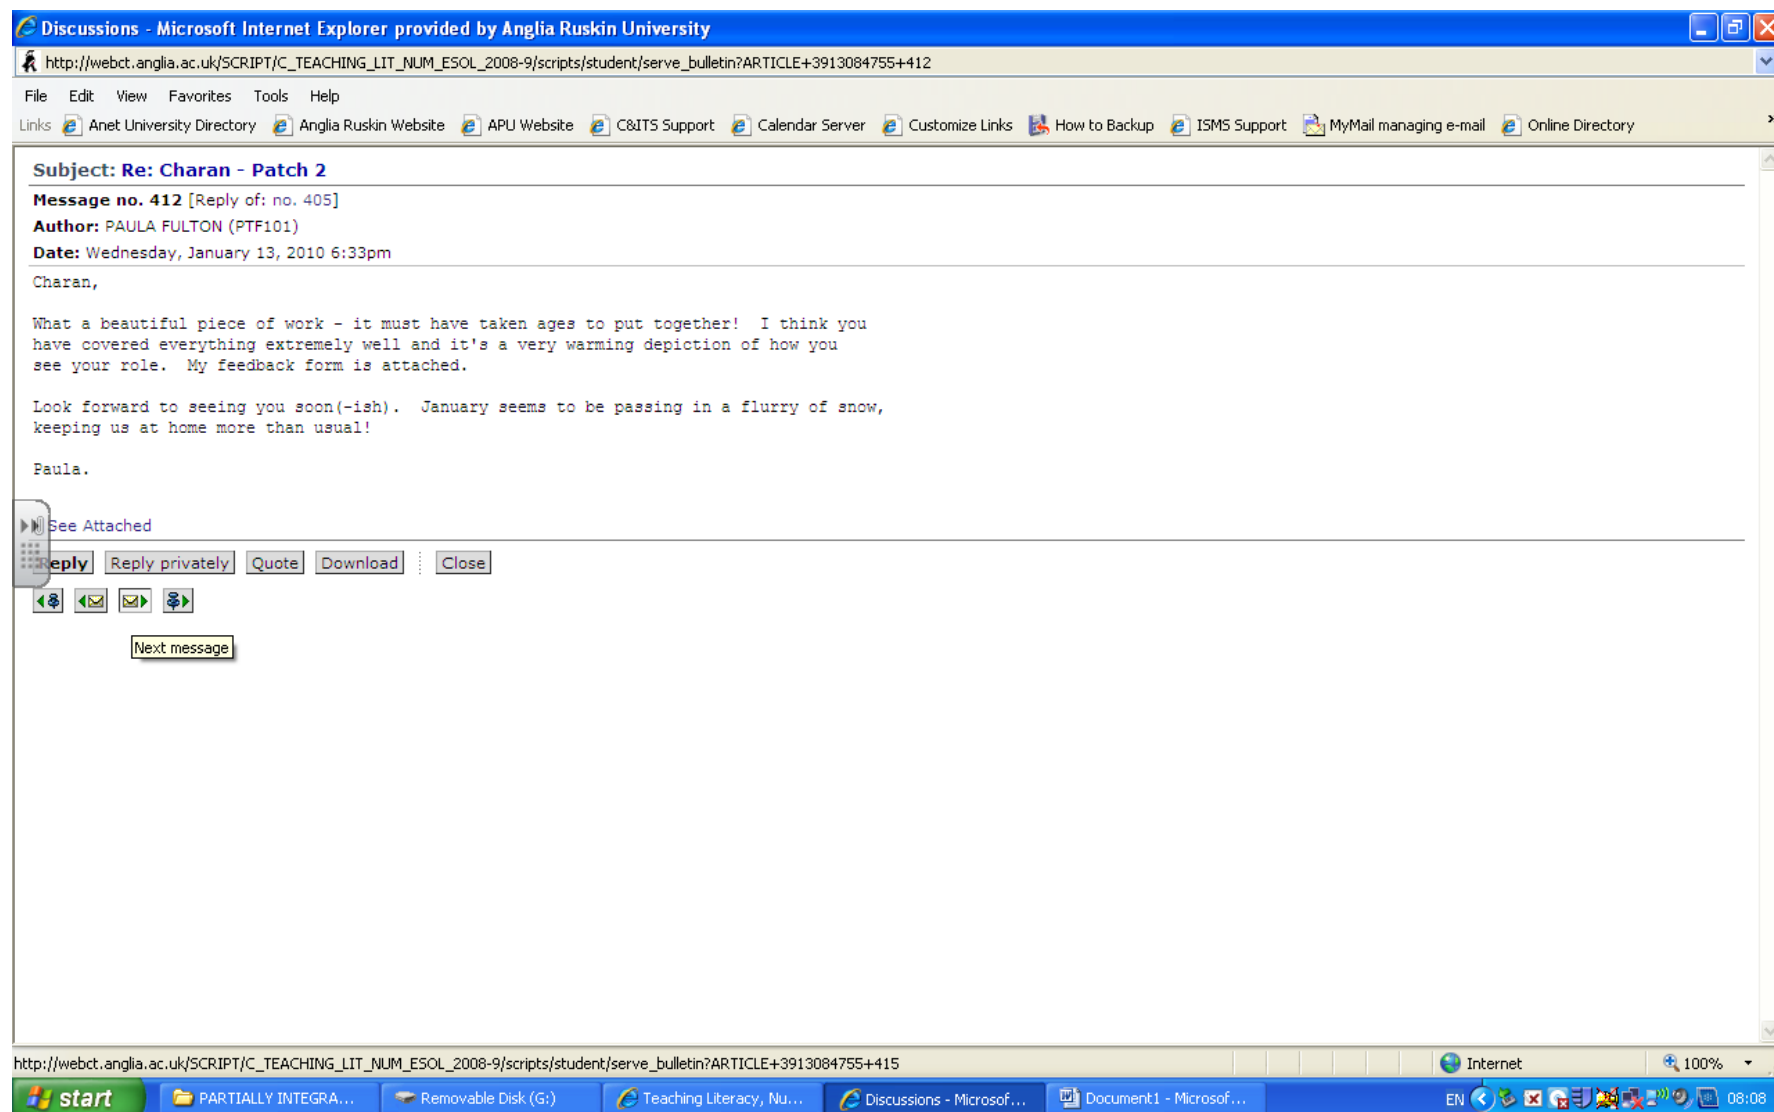 Discussions - Microsoft Internet Explorer provided by Anglia Ruskin University
http://webct.anglia.ac.uk/SCRIPT/C_TEACHING_LIT_NUM_ESOL_2008-9/scripts/student/serve_bulletin?ARTICLE+3913084755+412
File Edit View Favorites Tools Help
Links Anet University Directory Anglia Ruskin Website APU Website C&ITS Support Calendar Server Customize Links How to Backup ISMS Support MyMail managing e-mail Online Directory
Subject: Re: Charan - Patch 2
Message no. 412 [Reply of: no. 405]
Author: PAULA FULTON (PTF101)
Date: Wednesday, January 13, 2010 6:33pm
Charan,
What a beautiful piece of work - it must have taken ages to put together! I think you
have covered everything extremely well and it's a very warming depiction of how you
see your role. My feedback form is attached.
Look forward to seeing you soon(-ish). January seems to be passing in a flurry of snow,
keeping us at home more than usual!
Paula.
See Attached
Reply Reply privately Quote Download Close
Next message
http://webct.anglia.ac.uk/SCRIPT/C_TEACHING_LIT_NUM_ESOL_2008-9/scripts/student/serve_bulletin?ARTICLE+3913084755+415 Internet 100%
start PARTIALLY INTEGRA... Removable Disk (G:) Teaching Literacy, Nu... Discussions - Microsof... Document1 - Microsof... EN 08:08